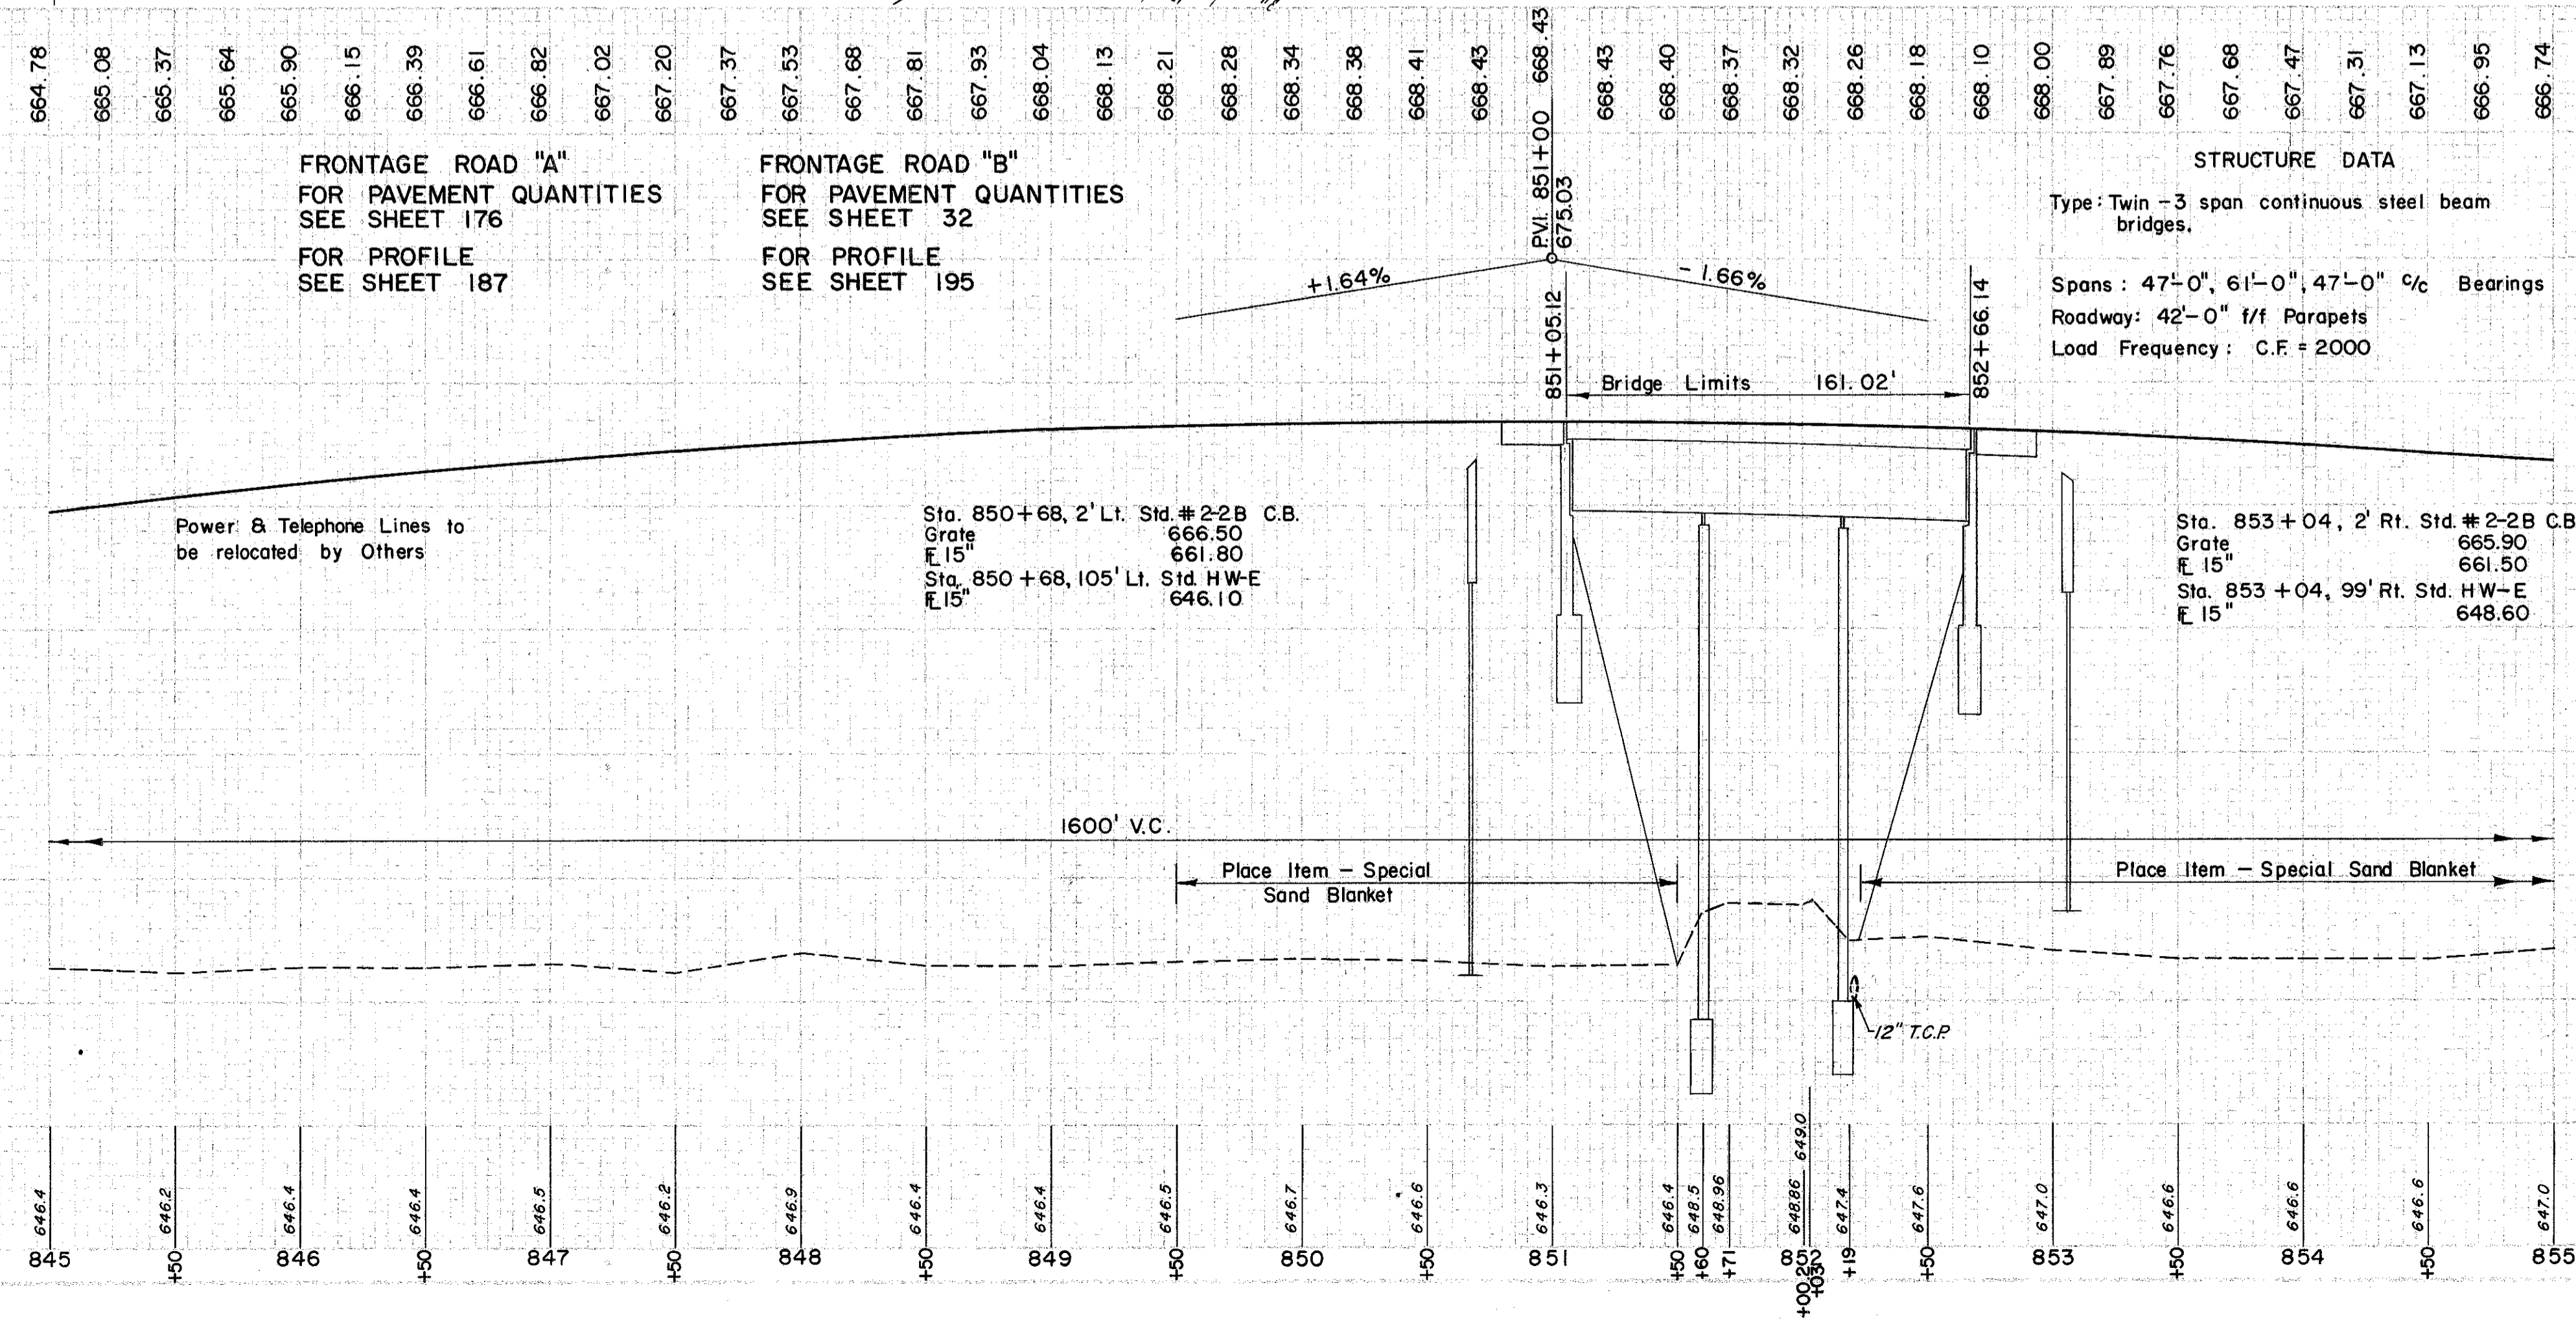 664.78 665.08 665.37 665.64 665.90 666.15 666.39 666.61 666.82 667.02 667.20 667.37 667.53 667.68 667.81 667.93 668.04 668.13 668.21 668.28 668.34 668.38 668.41 668.43 668.43 668.43 668.40 668.37 668.32 668.26 668.18 668.10 668.00 667.89 667.76 667.68 667.47 667.31 667.13 666.95 666.74
FRONTAGE ROAD "A"
FOR PAVEMENT QUANTITIES
SEE SHEET 176
FOR PROFILE
SEE SHEET 187
FRONTAGE ROAD "B"
FOR PAVEMENT QUANTITIES
SEE SHEET 32
FOR PROFILE
SEE SHEET 195
P.V.I. 851+00
675.03
+1.64%
- 1.66%
STRUCTURE DATA
Type: Twin -3 span continuous steel beam
bridges.
Spans : 47'-0", 61'-0", 47'-0" c/c Bearings
Roadway: 42'-0" f/f Parapets
Load Frequency : C.F. = 2000
851+05.12
Bridge Limits 161.02'
852+66.14
Power & Telephone Lines to
be relocated by Others
Sta. 850+68, 2' Lt. Std. # 2-2B C.B.
Grate 666.50
FL 15" 661.80
Sta. 850+68, 105' Lt. Std. HW-E
FL 15" 646.10
Sta. 853+04, 2' Rt. Std. # 2-2B C.B
Grate 665.90
FL 15" 661.50
Sta. 853+04, 99' Rt. Std. HW-E
FL 15" 648.60
1600' V.C.
Place Item - Special
Sand Blanket
Place Item - Special Sand Blanket
12" T.C.P.
646.4 646.2 646.4 646.4 646.5 646.2 646.9 646.4 646.4 646.5 646.7 646.6 646.3 646.4 648.5 648.96 648.86 649.0 647.4 647.6 647.0 646.6 646.6 646.6 647.0
845 +50 846 +50 847 +50 848 +50 849 +50 850 +50 851 +50 +60 +71 852 +00.20 +03 +19 +50 853 +50 854 +50 855